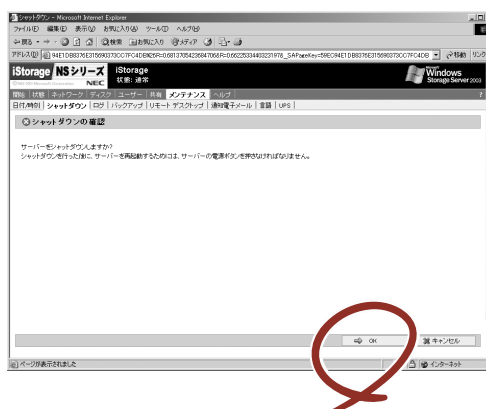 シャットダウン - Microsoft Internet Explorer
ファイル(F) 編集(E) 表示(V) お気に入り(A) ツール(T) ヘルプ(H)
戻る 検索 お気に入り メディア
アドレス(D) 移動 リンク
iStorage NSシリーズ NEC
iStorage
状態: 通常
Microsoft Windows Storage Server 2003
開始 状態 ネットワーク ディスク ユーザー 共有 メンテナンス ヘルプ ?
日付/時刻 | シャットダウン | ログ | バックアップ | リモート デスクトップ | 通知電子メール | 言語 | UPS |
シャットダウンの確認
サーバーをシャットダウンしますか?
シャットダウンを行った後に、サーバーを再起動するためには、サーバーの電源ボタンを押さなければなりません。
OK キャンセル
ページが表示されました インターネット